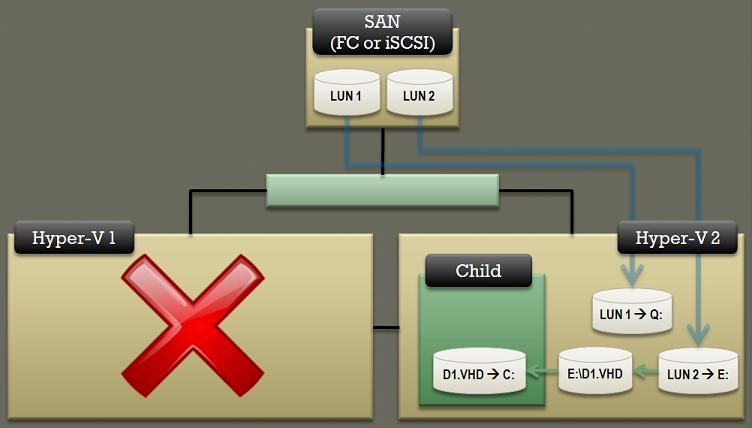 SAN
(FC or iSCSI)
LUN 1
LUN 2
Hyper-V 1
Hyper-V 2
Child
LUN 1 → Q:
D1.VHD → C:
E:\D1.VHD
LUN 2 → E: